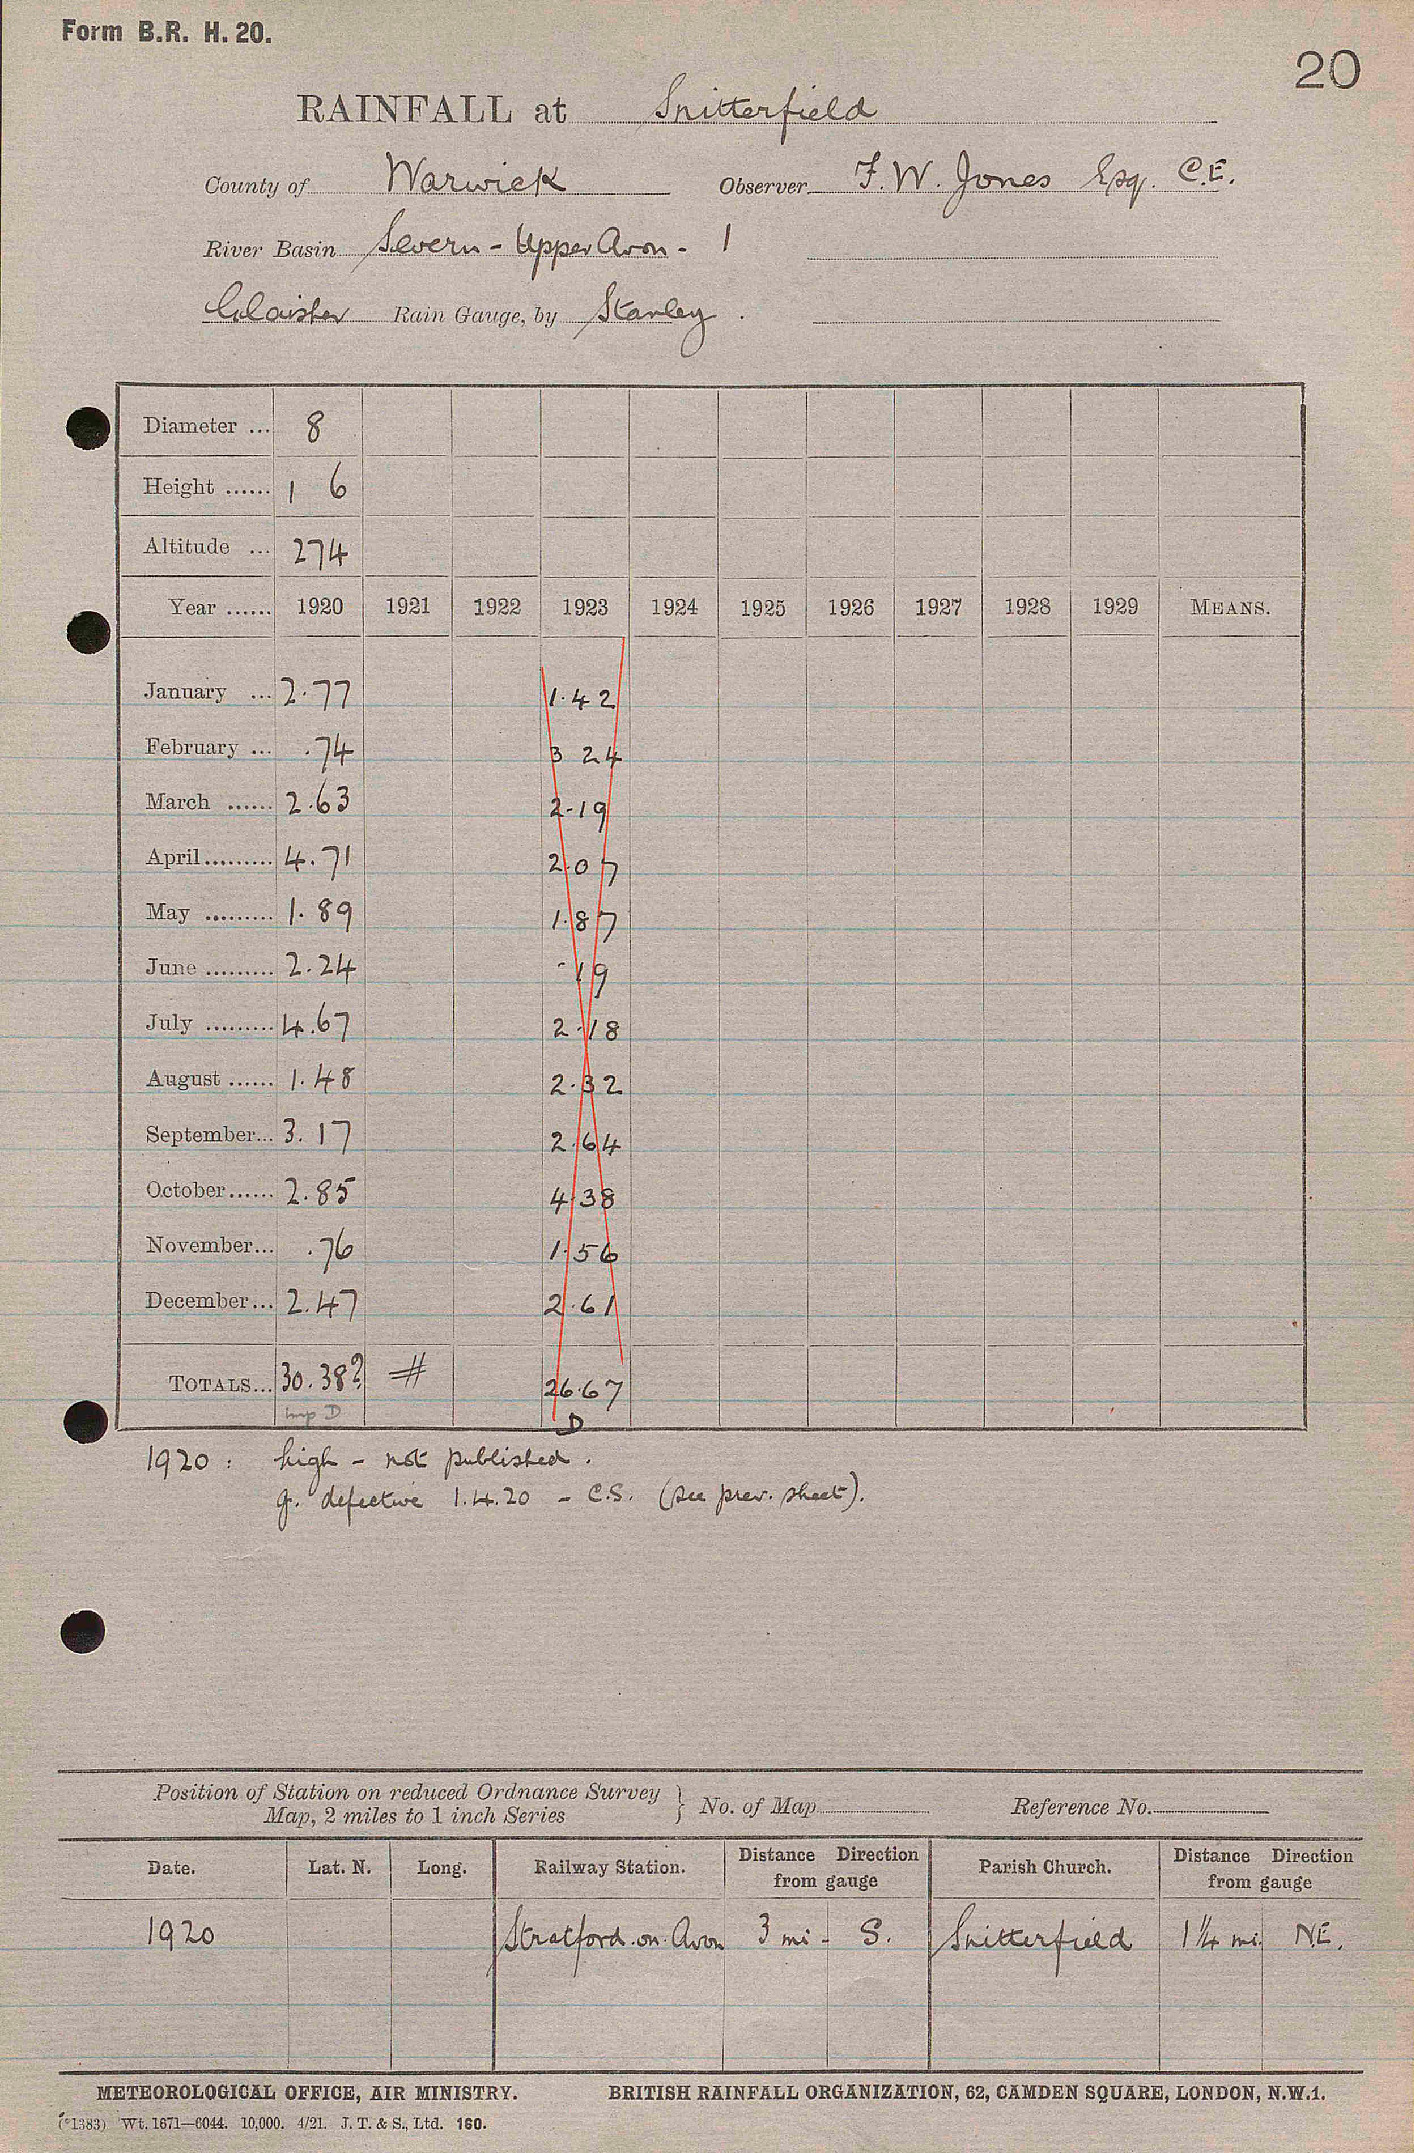 Form B.R. H. 20.
20
RAINFALL at Snitterfield
County of Warwick Observer F. W. Jones Esq. C.E.
River Basin Severn - Upper Avon - 1
Glaisher Rain Gauge, by Stanley.
Diameter ... 8
Height ...... 1 6
Altitude ... 274
Year ...... 1920 1921 1922 1923 1924 1925 1926 1927 1928 1929 MEANS.
January ... 2.77 1.42
February ... .74 3 24
March ...... 2.63 2.19
April ......... 4.71 2.07
May ......... 1.89 1.87
June ......... 2.24 .19
July ......... 4.67 2.18
August ...... 1.48 2.32
September... 3.17 2.64
October ...... 2.85 4.38
November... .76 1.56
December... 2.47 2.61
TOTALS... 30.38? # 26.67
imp D D
1920 : high - not published.
g. defective 1.4.20 - C.S. (see prev. sheet).
Position of Station on reduced Ordnance Survey
Map, 2 miles to 1 inch Series } No. of Map Reference No.
Date. Lat. N. Long. Railway Station. Distance Direction from gauge Parish Church. Distance Direction from gauge
1920 Stratford.on.Avon 3 mi - S. Snitterfield 1¼ mi. NE.
METEOROLOGICAL OFFICE, AIR MINISTRY. BRITISH RAINFALL ORGANIZATION, 62, CAMDEN SQUARE, LONDON, N.W.1.
(*1383) Wt. 1671—6044. 10,000. 4/21. J. T. & S., Ltd. 160.